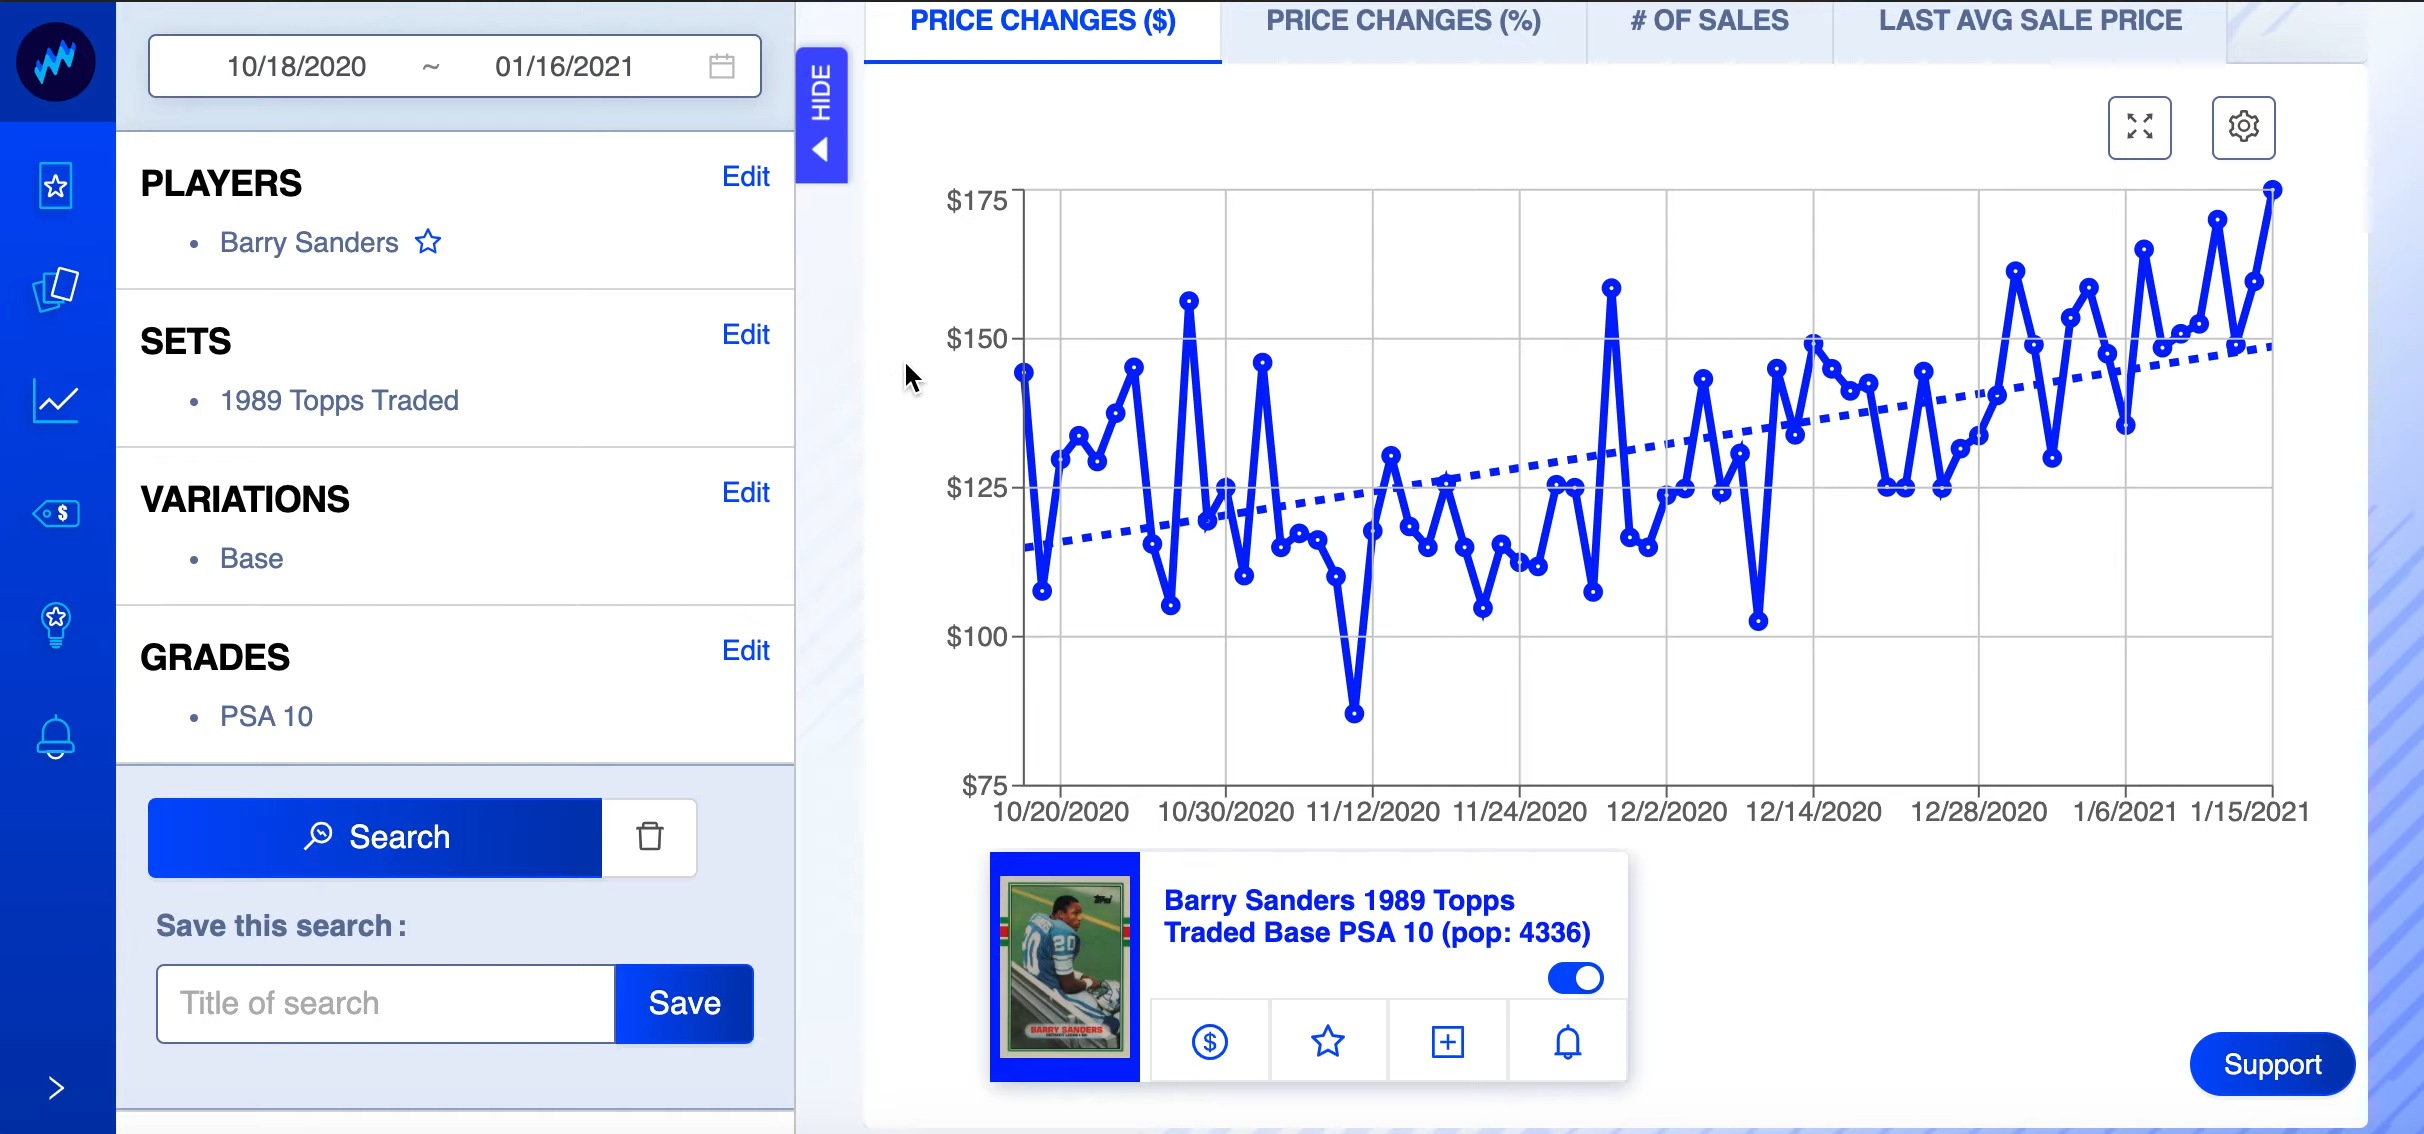 10/18/2020 ~ 01/16/2021
PLAYERS Edit
• Barry Sanders
SETS Edit
• 1989 Topps Traded
VARIATIONS Edit
• Base
GRADES Edit
• PSA 10
Search
Save this search:
Title of search Save
HIDE
PRICE CHANGES ($) PRICE CHANGES (%) # OF SALES LAST AVG SALE PRICE
$175
$150
$125
$100
$75
10/20/2020 10/30/2020 11/12/2020 11/24/2020 12/2/2020 12/14/2020 12/28/2020 1/6/2021 1/15/2021
Topps
20
BARRY SANDERS
Barry Sanders 1989 Topps
Traded Base PSA 10 (pop: 4336)
Support